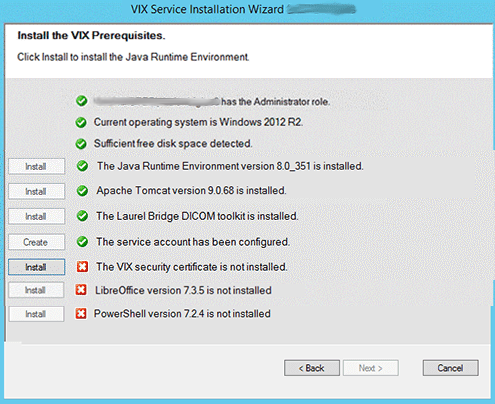 VIX Service Installation Wizard
Install the VIX Prerequisites.
Click Install to install the Java Runtime Environment.
has the Administrator role.
Current operating system is Windows 2012 R2.
Sufficient free disk space detected.
Install The Java Runtime Environment version 8.0_351 is installed.
Install Apache Tomcat version 9.0.68 is installed.
Install The Laurel Bridge DICOM toolkit is installed.
Create The service account has been configured.
Install The VIX security certificate is not installed.
Install LibreOffice version 7.3.5 is not installed
Install PowerShell version 7.2.4 is not installed
< Back Next > Cancel